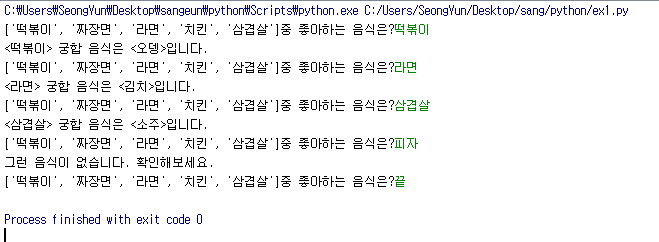 C:₩Users₩SeongYun₩Desktop₩sangeun₩python₩Scripts₩python.exe C:/Users/SeongYun/Desktop/sang/python/ex1.py
['떡볶이', '짜장면', '라면', '치킨', '삼겹살']중 좋아하는 음식은?떡볶이
<떡볶이> 궁합 음식은 <오뎅>입니다.
['떡볶이', '짜장면', '라면', '치킨', '삼겹살']중 좋아하는 음식은?라면
<라면> 궁합 음식은 <김치>입니다.
['떡볶이', '짜장면', '라면', '치킨', '삼겹살']중 좋아하는 음식은?삼겹살
<삼겹살> 궁합 음식은 <소주>입니다.
['떡볶이', '짜장면', '라면', '치킨', '삼겹살']중 좋아하는 음식은?피자
그런 음식이 없습니다. 확인해보세요.
['떡볶이', '짜장면', '라면', '치킨', '삼겹살']중 좋아하는 음식은?끝
Process finished with exit code 0